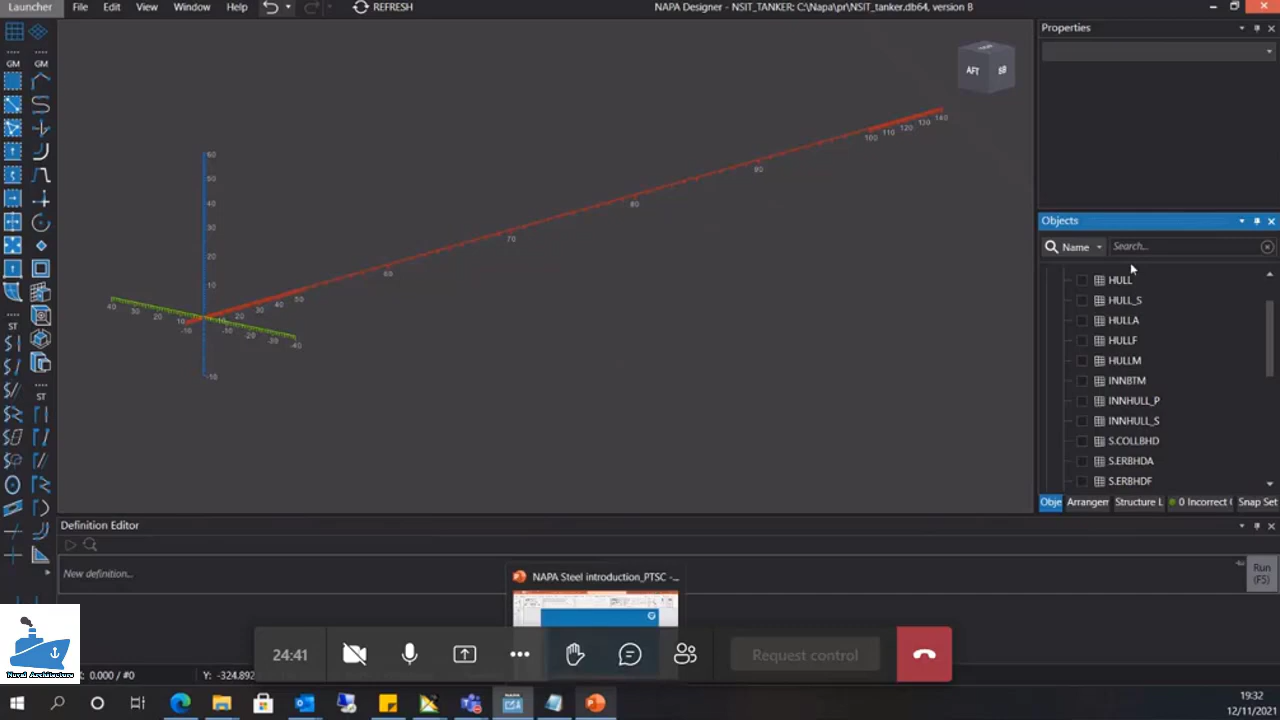 Launcher File Edit View Window Help REFRESH NAPA Designer - NSIT_TANKER: C:\Napa\pr\NSIT_tanker.db64, version B
Properties
GM GM
AFT SB
60
50
40
30
20
10
-10
40 30 20 10
-10 -20 -30 -40
-10
20 30 40 50 60 70 80 90 100 110 120 130 140
Objects
Name Search...
HULL
HULL_S
HULLA
HULLF
HULLM
INNBTM
INNHULL_P
INNHULL_S
S.COLLBHD
S.ERBHDA
S.ERBHDF
ST
ST
Obje Arrangem Structure L 0 Incorrect Snap Set
Definition Editor
New definition...
Run
(F5)
NAPA Steel introduction_PTSC -...
24:41 Request control
Naval Architecture
X: 0.000 / #0 Y: -324.892
19:32
12/11/2021